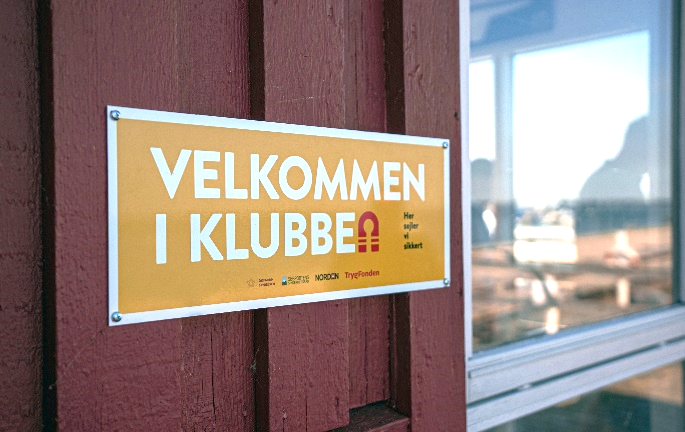 VELKOMMEN
I KLUBBEN
Her
sejler
vi
sikkert
NORDEN TrygFonden